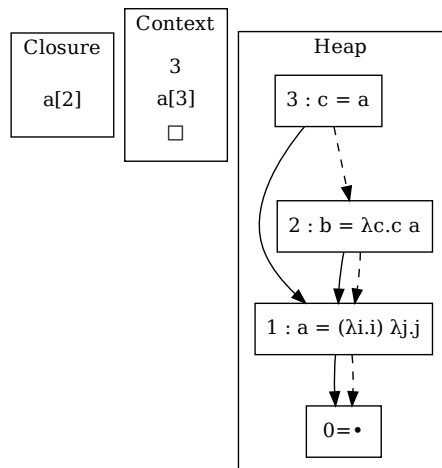 Closure
a[2]
Context
3
a[3]
□
Heap
3 : c = a
2 : b = λc.c a
1 : a = (λi.i) λj.j
0=•